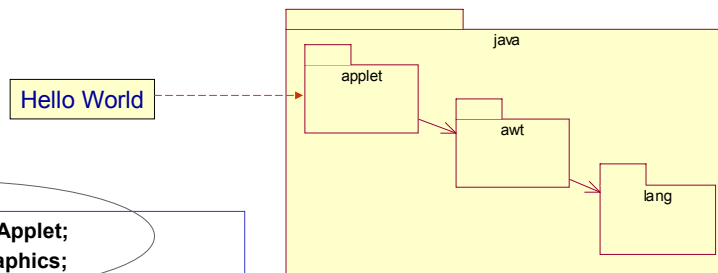 java
applet
Hello World
awt
lang
Applet;
aphics;